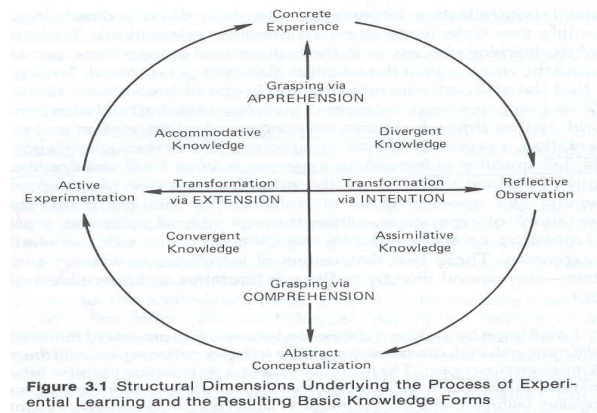 Concrete
Experience
Grasping via
APPREHENSION
Accommodative
Knowledge
Divergent
Knowledge
Active
Experimentation
Transformation
via EXTENSION
Transformation
via INTENTION
Reflective
Observation
Convergent
Knowledge
Assimilative
Knowledge
Grasping via
COMPREHENSION
Abstract
Conceptualization
Figure 3.1 Structural Dimensions Underlying the Process of Experi-
ential Learning and the Resulting Basic Knowledge Forms